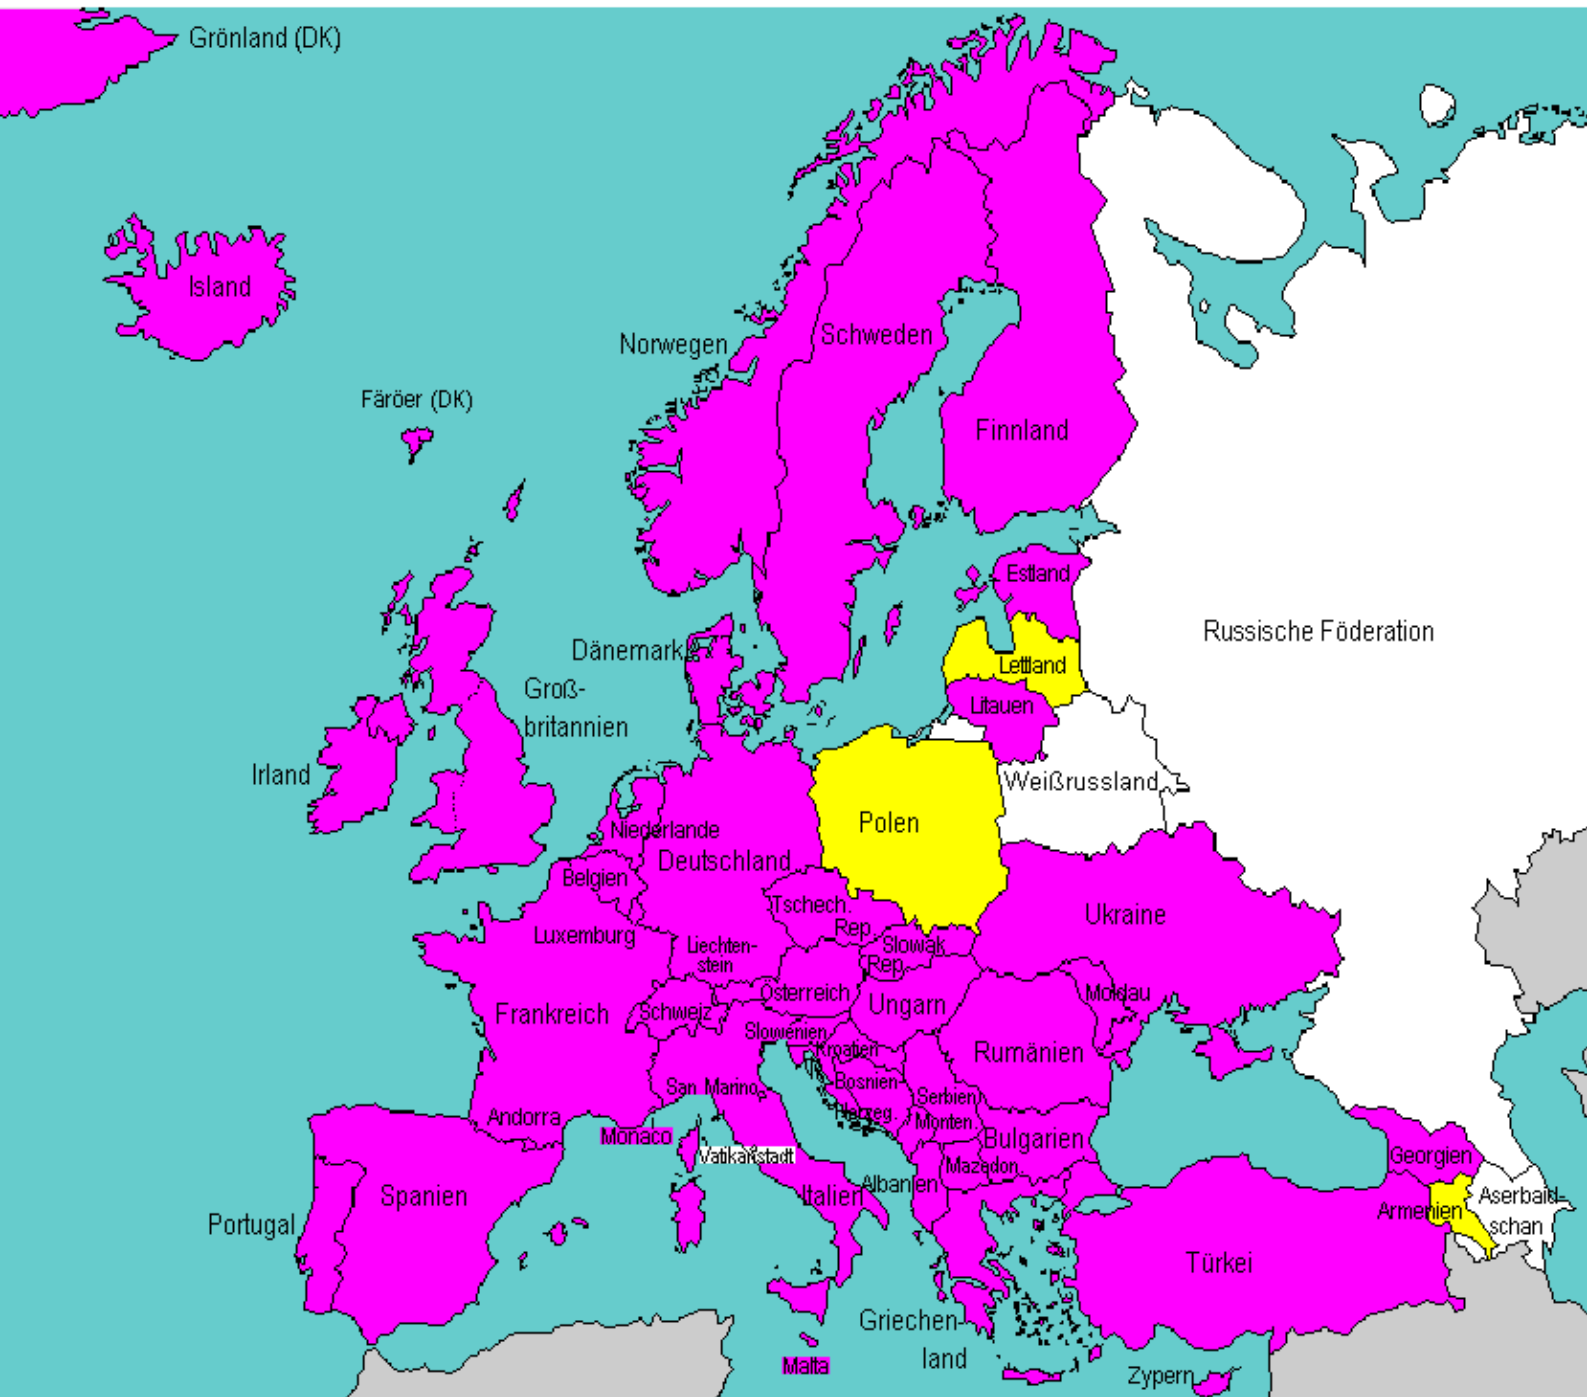 Grönland (DK)
Island
Norwegen
Schweden
Färöer (DK)
Finnland
Estland
Russische Föderation
Dänemark
Lettland
Groß-
britannien
Litauen
Irland
Weißrussland
Polen
Niederlande
Deutschland
Belgien
Tschech.
Rep.
Ukraine
Luxemburg
Slowak.
Rep.
Liechten-
stein
Österreich
Moldau
Ungarn
Schweiz
Frankreich
Slowenien
Kroatien
Rumänien
Bosnien-
Herzeg.
San Marino
Serbien
Monten.
Andorra
Monaco
Bulgarien
Vatikanstadt
Mazedon.
Georgien
Albanien
Italien
Spanien
Armenien
Aserbaid-
schan
Portugal
Türkei
Griechen-
land
Malta
Zypern